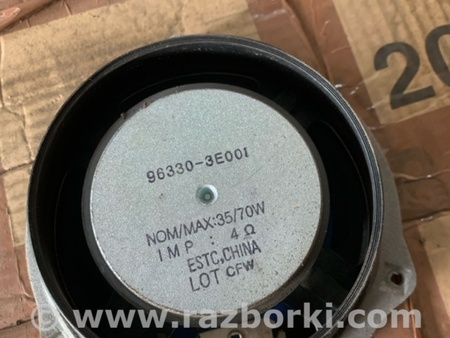 20
96330-3E001
NOM/MAX:35/70W
IMP : 4Ω
ESTC,CHINA
LOT CFW
© www.razborki.com/